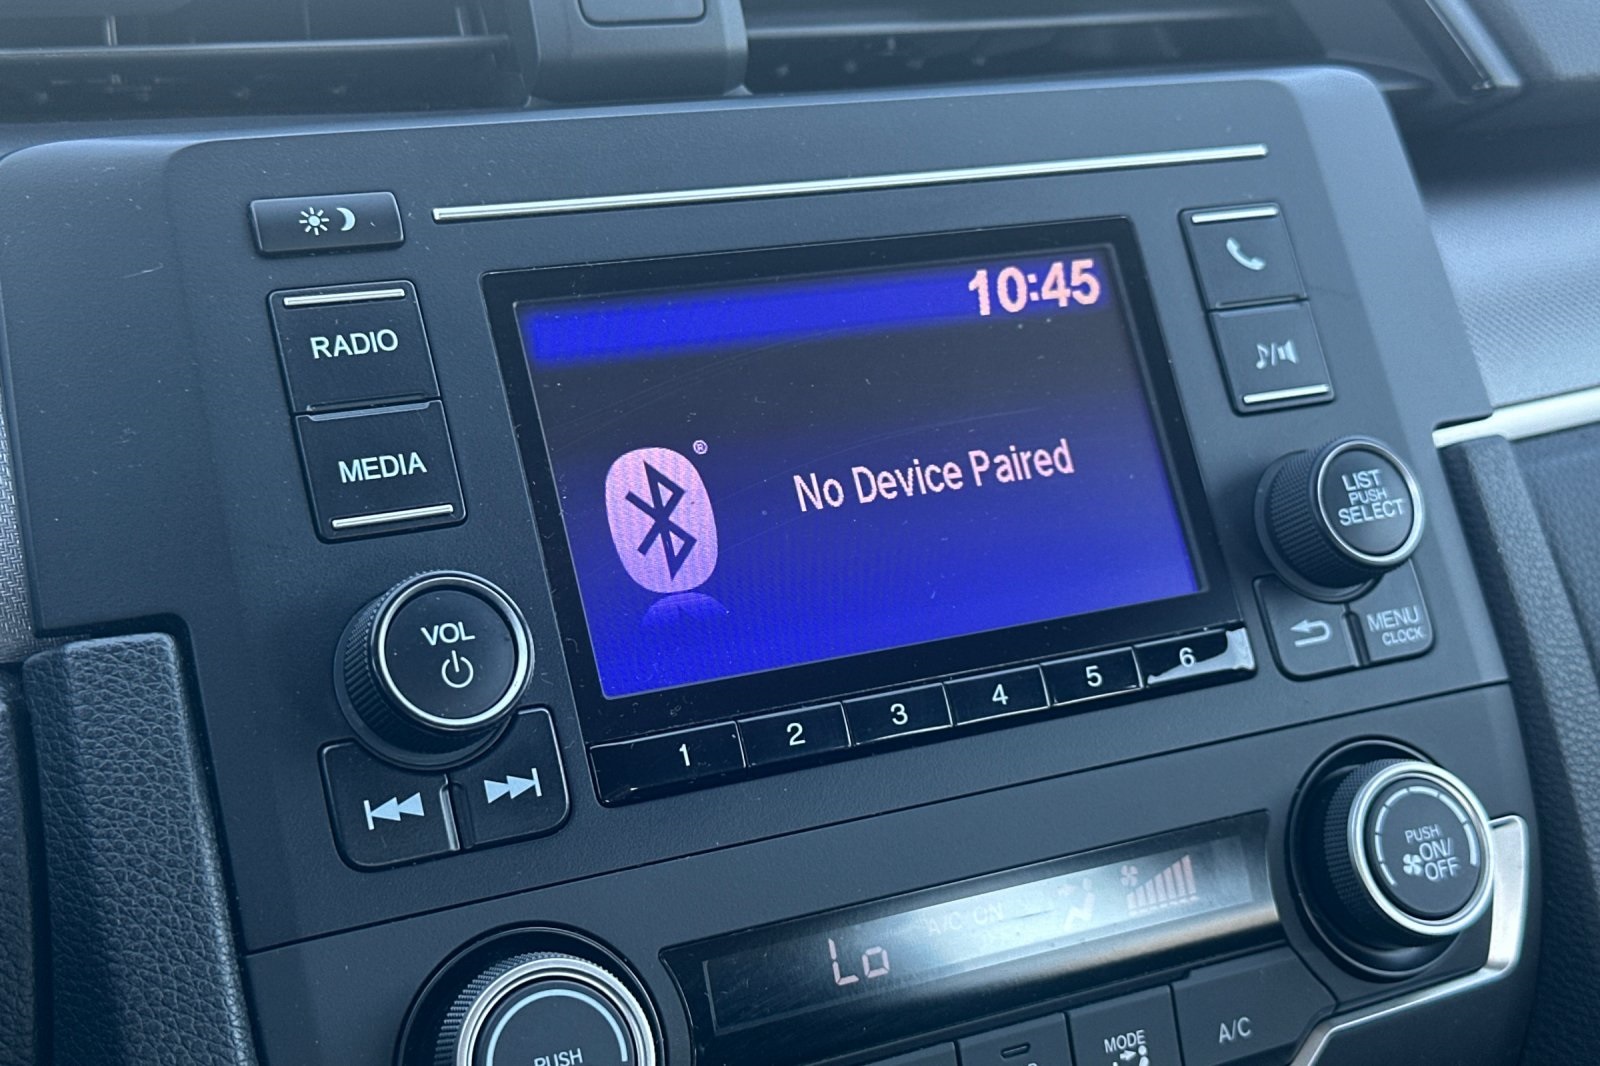 10:45
RADIO
MEDIA
®
No Device Paired
LIST
PUSH
SELECT
VOL
MENU
CLOCK
1 2 3 4 5 6
PUSH
ON/
OFF
A/C ON
Lo
PUSH
MODE
A/C